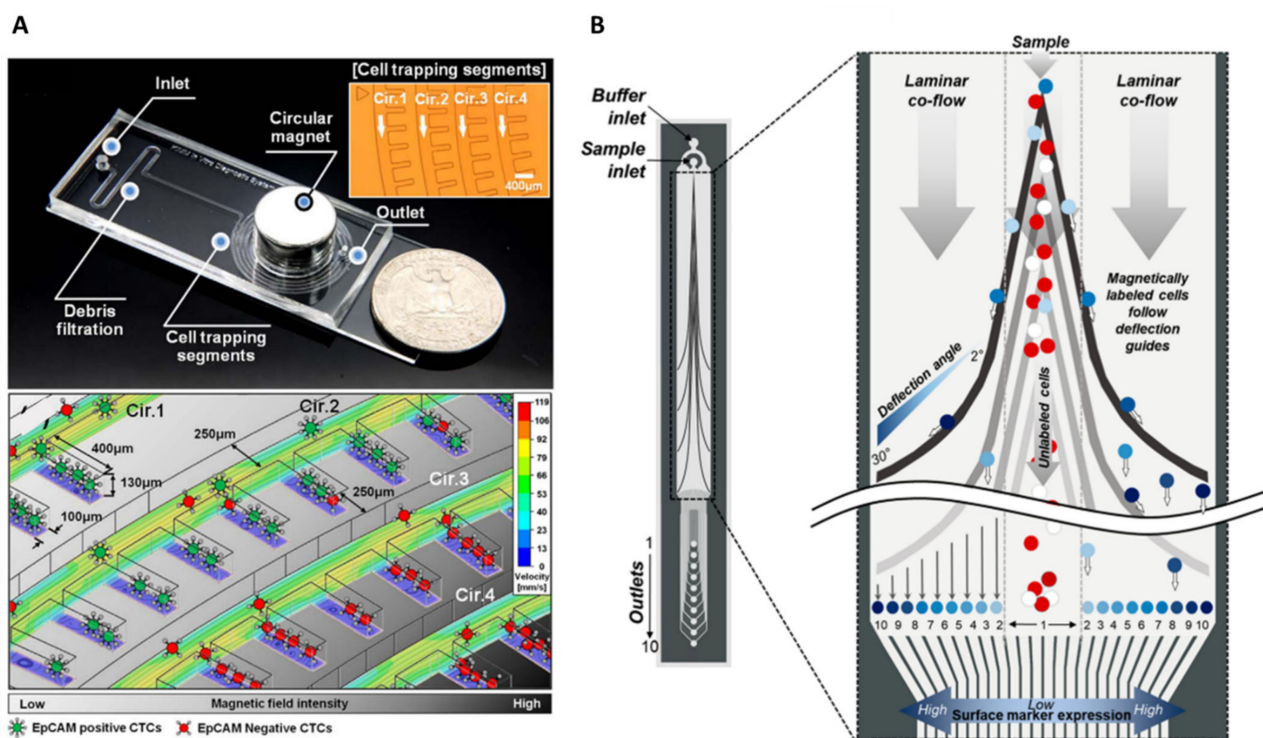 A
Inlet
Circular
magnet
[Cell trapping segments]
Cir.1
Cir.2
Cir.3
Cir.4
400μm
Outlet
Debris
filtration
Cell trapping
segments
Cir.1
Cir.2
Cir.3
Cir.4
400μm
130μm
100μm
250μm
250μm
119
106
92
79
66
53
40
26
13
0
Velocity
[mm/s]
Low
Magnetic field intensity
High
EpCAM positive CTCs
EpCAM Negative CTCs
B
Buffer
inlet
Sample
inlet
1
Outlets
10
Sample
Laminar
co-flow
Laminar
co-flow
Magnetically
labeled cells
follow
deflection
guides
Deflection angle
2°
30°
Unlabeled cells
10 9 8 7 6 5 4 3 2 1 2 3 4 5 6 7 8 9 10
High
Low
High
Surface marker expression